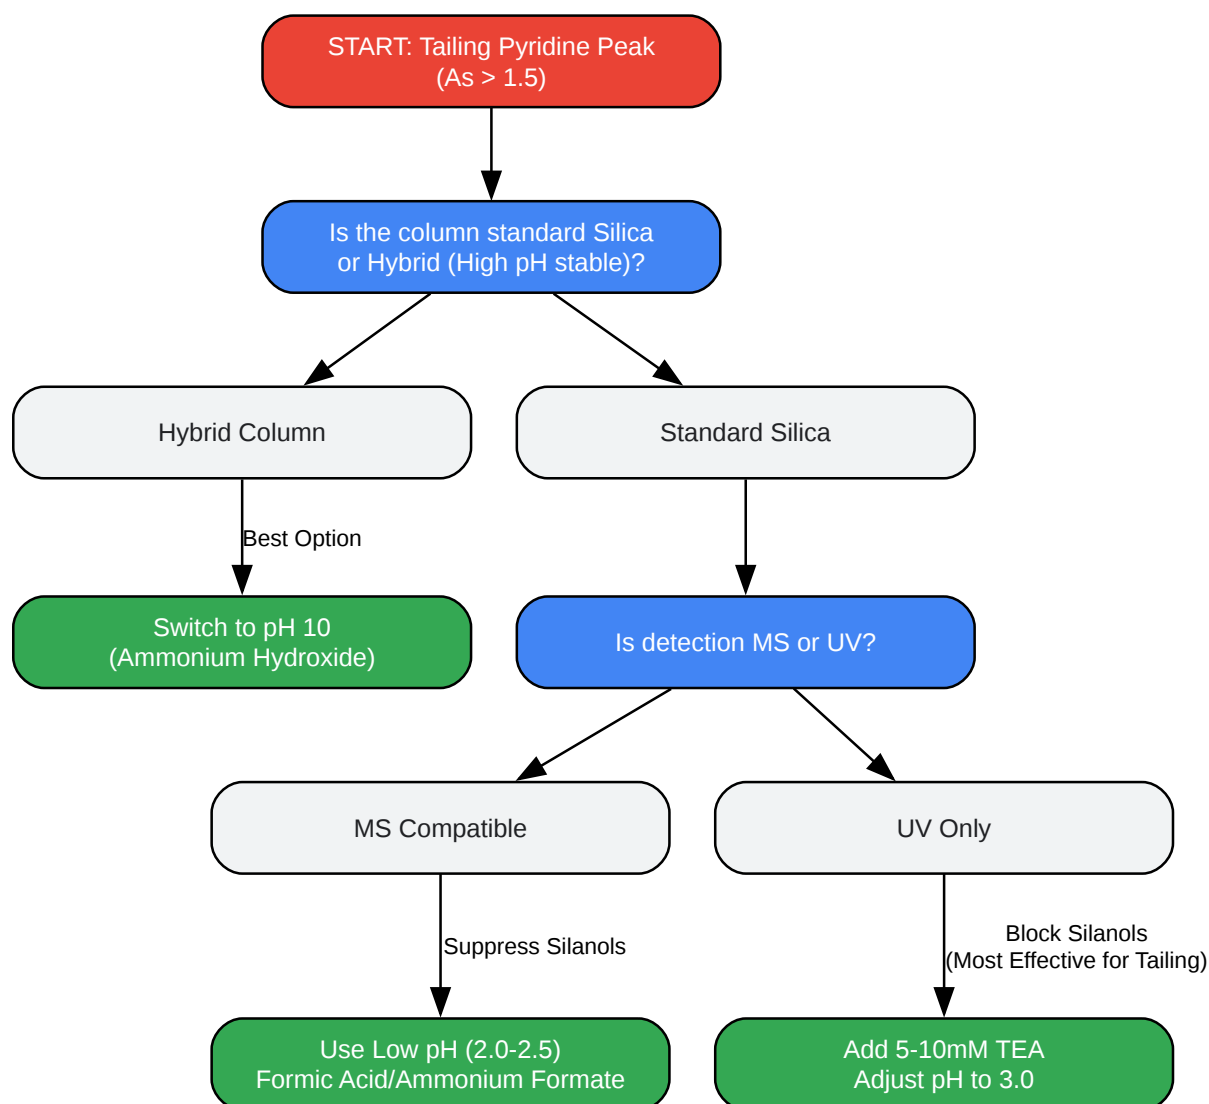 START: Tailing Pyridine Peak
(As > 1.5)
Is the column standard Silica
or Hybrid (High pH stable)?
Hybrid Column
Standard Silica
Best Option
Switch to pH 10
(Ammonium Hydroxide)
Is detection MS or UV?
MS Compatible
UV Only
Suppress Silanols
Block Silanols
(Most Effective for Tailing)
Use Low pH (2.0-2.5)
Formic Acid/Ammonium Formate
Add 5-10mM TEA
Adjust pH to 3.0